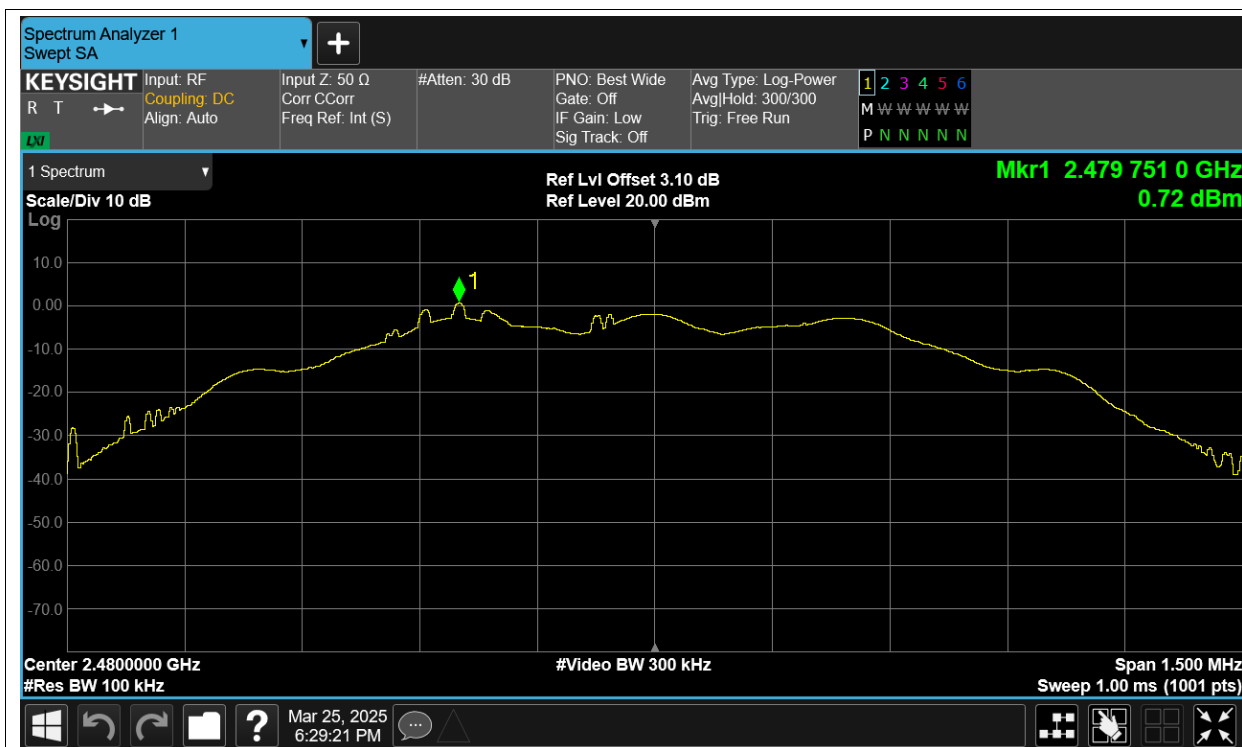 Spectrum Analyzer 1
Swept SA
KEYSIGHT
R T
LXI
Input: RF
Coupling: DC
Align: Auto
Input Z: 50 Ω
Corr CCorr
Freq Ref: Int (S)
#Atten: 30 dB
PNO: Best Wide
Gate: Off
IF Gain: Low
Sig Track: Off
Avg Type: Log-Power
Avg|Hold: 300/300
Trig: Free Run
1 2 3 4 5 6
M W W W W W
P N N N N N
1 Spectrum
Scale/Div 10 dB
Log
Ref Lvl Offset 3.10 dB
Ref Level 20.00 dBm
Mkr1 2.479 751 0 GHz
0.72 dBm
10.0
0.00
-10.0
-20.0
-30.0
-40.0
-50.0
-60.0
-70.0
1
Center 2.4800000 GHz
#Res BW 100 kHz
#Video BW 300 kHz
Span 1.500 MHz
Sweep 1.00 ms (1001 pts)
?
Mar 25, 2025
6:29:21 PM